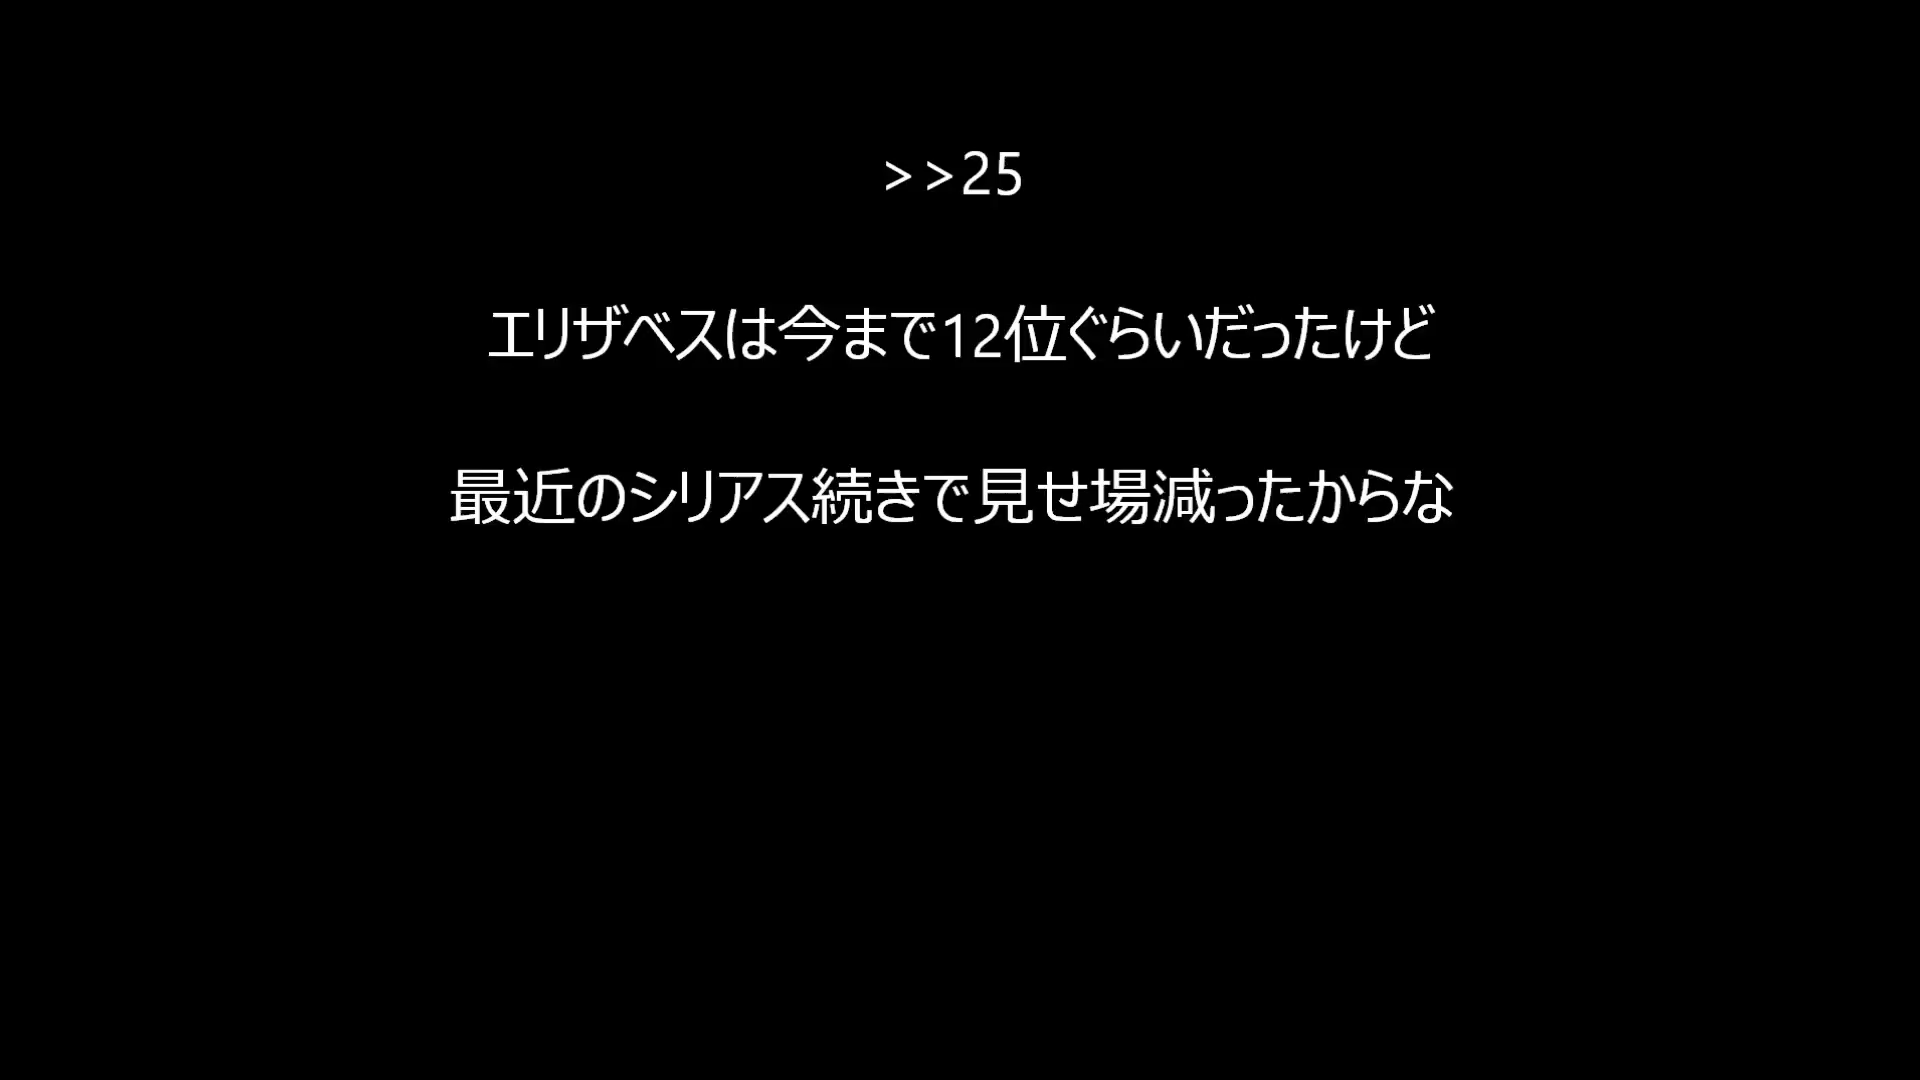 >>25
エリザベスは今まで12位ぐらいだったけど
最近のシリアス続きで見せ場減ったからな